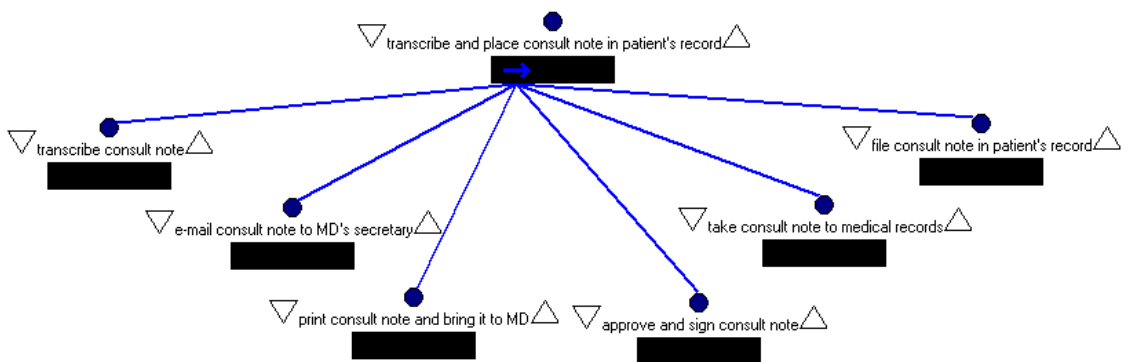 transcribe and place consult note in patient's record
transcribe consult note
file consult note in patient's record
e-mail consult note to MD's secretary
take consult note to medical records
print consult note and bring it to MD
approve and sign consult note